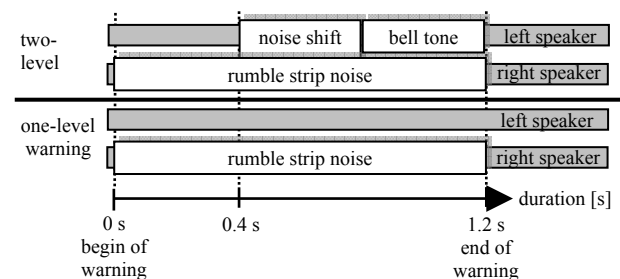 two-level
noise shift bell tone left speaker
rumble strip noise right speaker
one-level warning
left speaker
rumble strip noise right speaker
duration [s]
0 s 0.4 s 1.2 s
begin of end of
warning warning